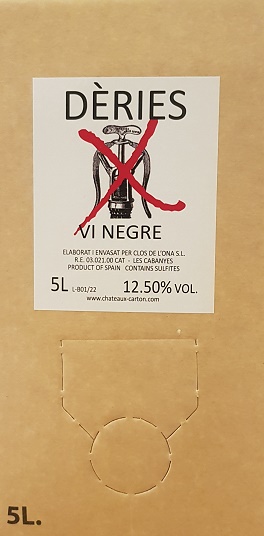 DÈRIES
VI NEGRE
ELABORAT I ENVASAT PER CLOS DE L'ONA S.L.
R.E. 03.021.00 CAT - LES CABANYES
PRODUCT OF SPAIN CONTAINS SULFITES
5L L-B01/22 12.50% VOL.
www.chateaux-carton.com
5L.